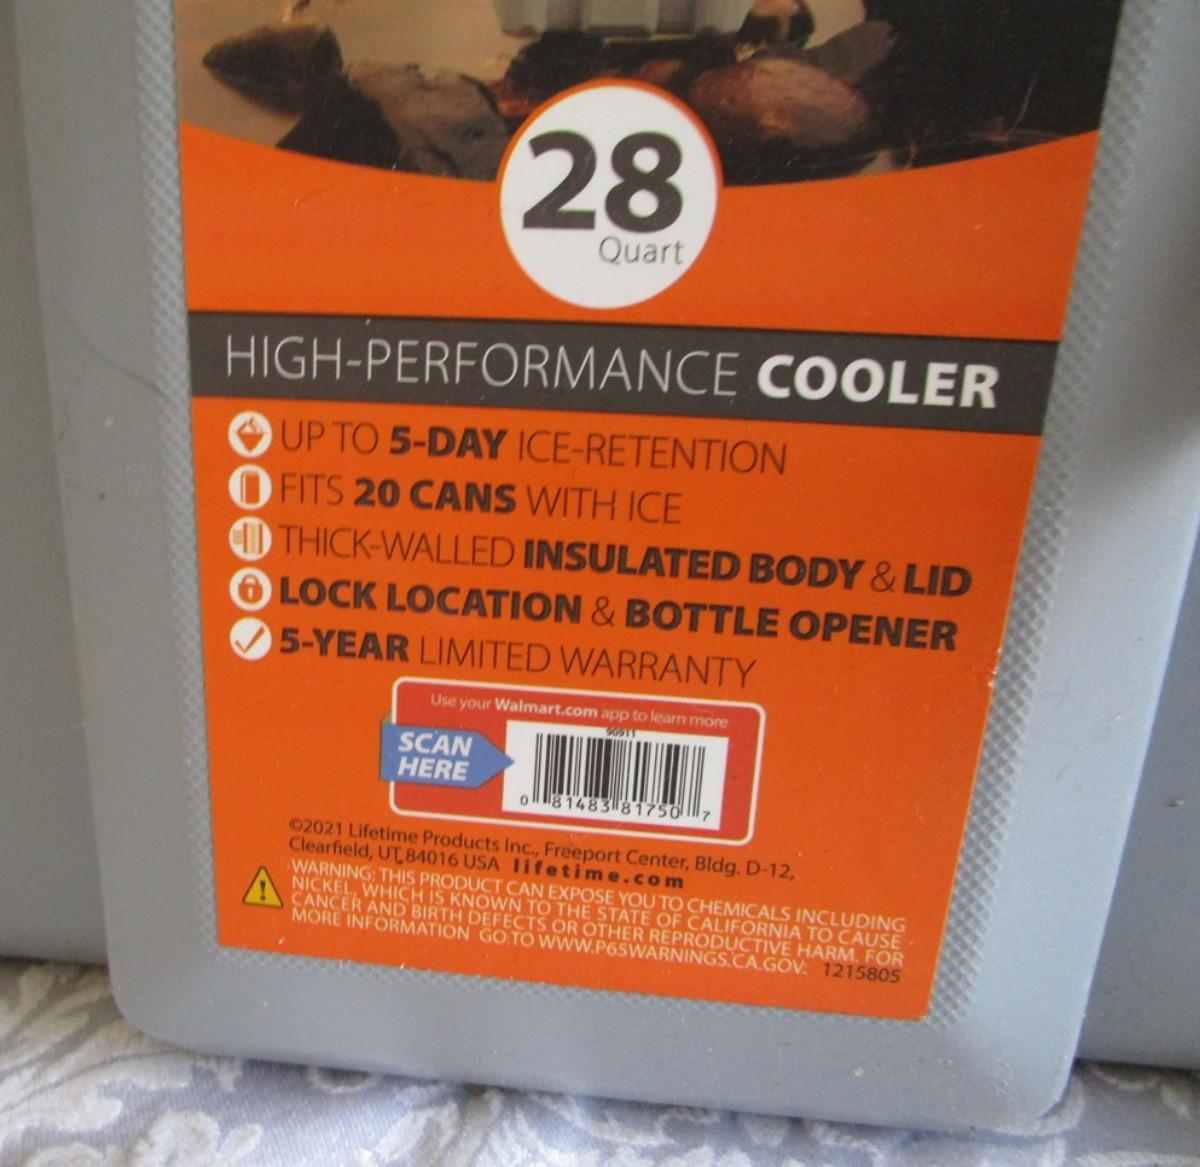 28
Quart
HIGH-PERFORMANCE COOLER
UP TO 5-DAY ICE-RETENTION
FITS 20 CANS WITH ICE
THICK-WALLED INSULATED BODY & LID
LOCK LOCATION & BOTTLE OPENER
5-YEAR LIMITED WARRANTY
Use your Walmart.com app to learn more
SCAN
HERE
90911
0 81483 81750 7
©2021 Lifetime Products Inc., Freeport Center, Bldg. D-12,
Clearfield, UT 84016 USA lifetime.com
WARNING: THIS PRODUCT CAN EXPOSE YOU TO CHEMICALS INCLUDING
NICKEL, WHICH IS KNOWN TO THE STATE OF CALIFORNIA TO CAUSE
CANCER AND BIRTH DEFECTS OR OTHER REPRODUCTIVE HARM. FOR
MORE INFORMATION GO TO WWW.P65WARNINGS.CA.GOV: 1215805